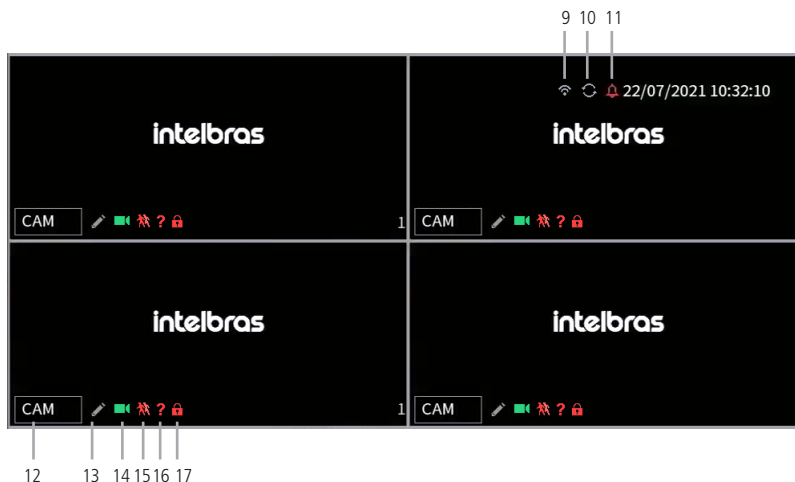 9 10 11
22/07/2021 10:32:10
intelbras intelbras
CAM ? 1 CAM ?
intelbras intelbras
CAM ? 1 CAM ?
12 13 14 15 16 17